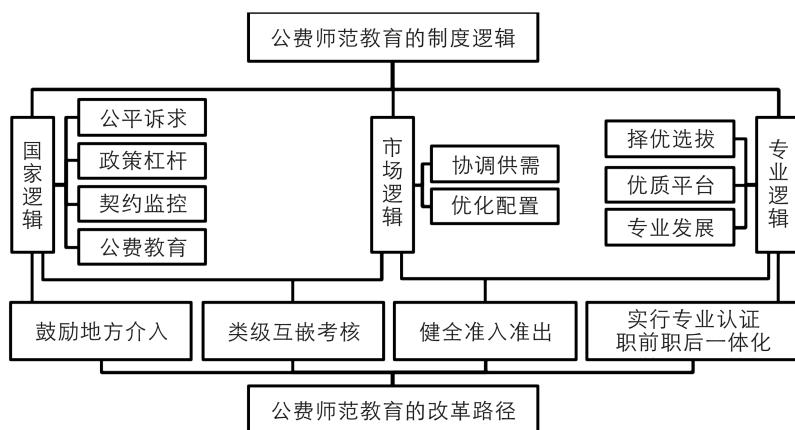 公费师范教育的制度逻辑
国家逻辑
公平诉求
政策杠杆
契约监控
公费教育
市场逻辑
协调供需
优化配置
择优选拔
优质平台
专业发展
专业逻辑
鼓励地方介入
类级互嵌考核
健全准入准出
实行专业认证
职前职后一体化
公费师范教育的改革路径